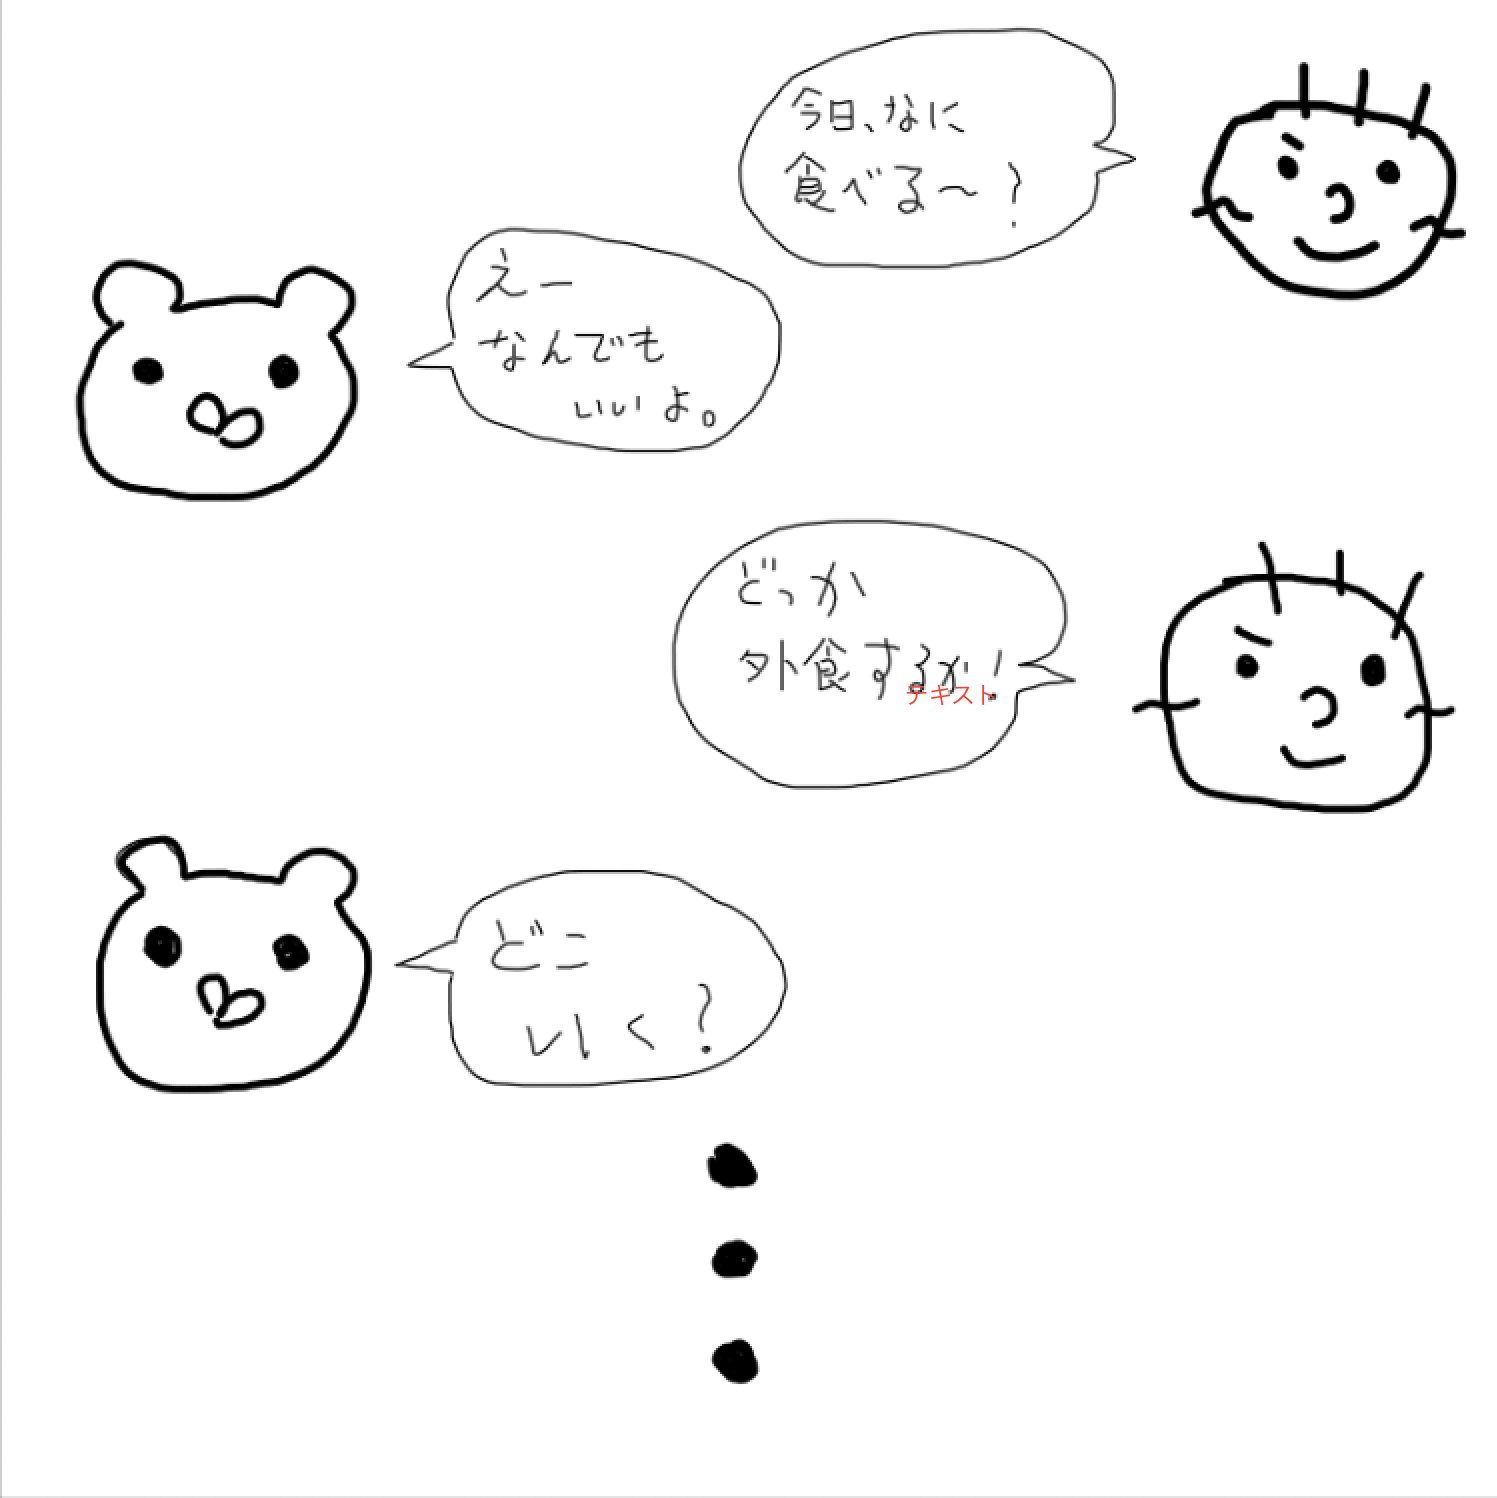 今日、なに
食べる〜?
えー
なんでも
いいよ。
どっか
外食するか!
テキスト
どこ
いく?